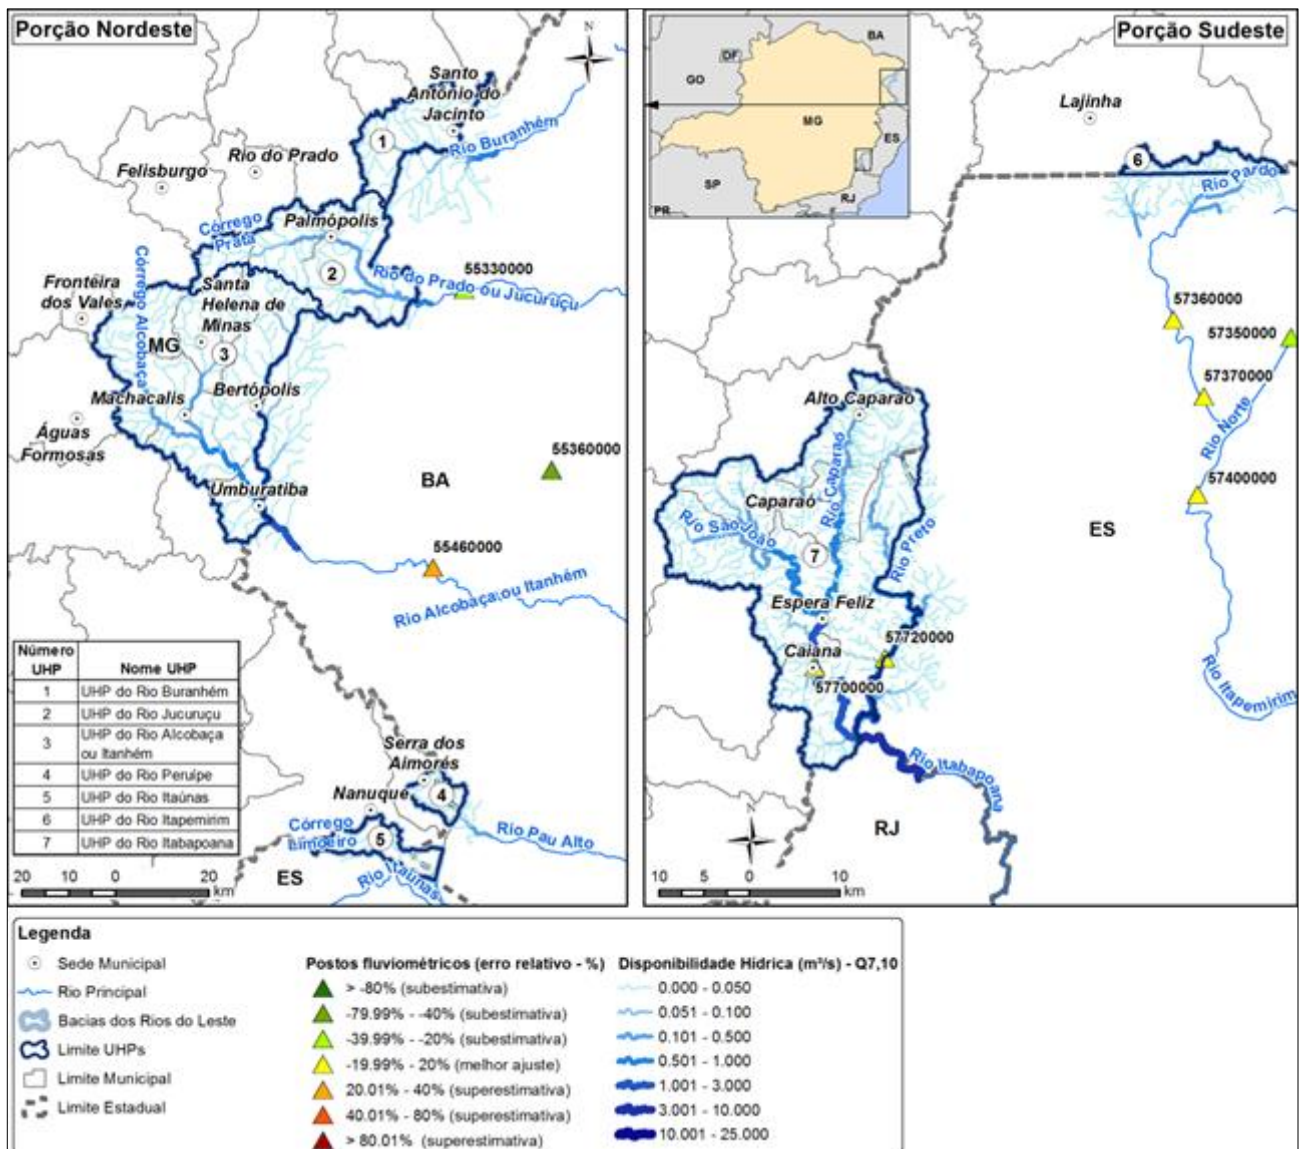 Porção Nordeste
N
Santo
Antônio do
Jacinto
1
Rio Buranhém
Rio do Prado
Felisburgo
Córrego
Prata
Palmópolis
2
55330000
Rio do Prado ou Jucuruçu
Fronteira
dos Vales
Santa
Helena de
Minas
Córrego Alcobaça
MG
3
Machacalis
Bertópolis
Águas
Formosas
55360000
BA
Umburatiba
55460000
Rio Alcobaça ou Itanhém
Número
UHP
Nome UHP
1 UHP do Rio Buranhém
2 UHP do Rio Jucuruçu
3 UHP do Rio Alcobaça
ou Itanhém
4 UHP do Rio Peruípe
5 UHP do Rio Itaúnas
6 UHP do Rio Itapemirim
7 UHP do Rio Itabapoana
Serra dos
Aimorés
4
Nanuque
Córrego
Limoeiro
5
Rio Pau Alto
Rio Itaúnas
ES
20 10 0 20
km
Porção Sudeste
BA
DF
GO
MG
ES
SP
RJ
PR
Lajinha
6
Rio Pardo
57360000
57350000
57370000
Rio Norte
57400000
Alto Caparaó
Rio Caparaó
Caparaó
Rio São João
7
Rio Preto
ES
Espera Feliz
57720000
Caiana
57700000
Rio Itapemirim
Rio Itabapoana
N
RJ
10 5 0 10
km
Legenda
Sede Municipal
Rio Principal
Bacias dos Rios do Leste
Limite UHPs
Limite Municipal
Limite Estadual
Postos fluviométricos (erro relativo - %)
> -80% (subestimativa)
-79.99% - -40% (subestimativa)
-39.99% - -20% (subestimativa)
-19.99% - 20% (melhor ajuste)
20.01% - 40% (superestimativa)
40.01% - 80% (superestimativa)
> 80.01% (superestimativa)
Disponibilidade Hídrica (m³/s) - Q7,10
0.000 - 0.050
0.051 - 0.100
0.101 - 0.500
0.501 - 1.000
1.001 - 3.000
3.001 - 10.000
10.001 - 25.000